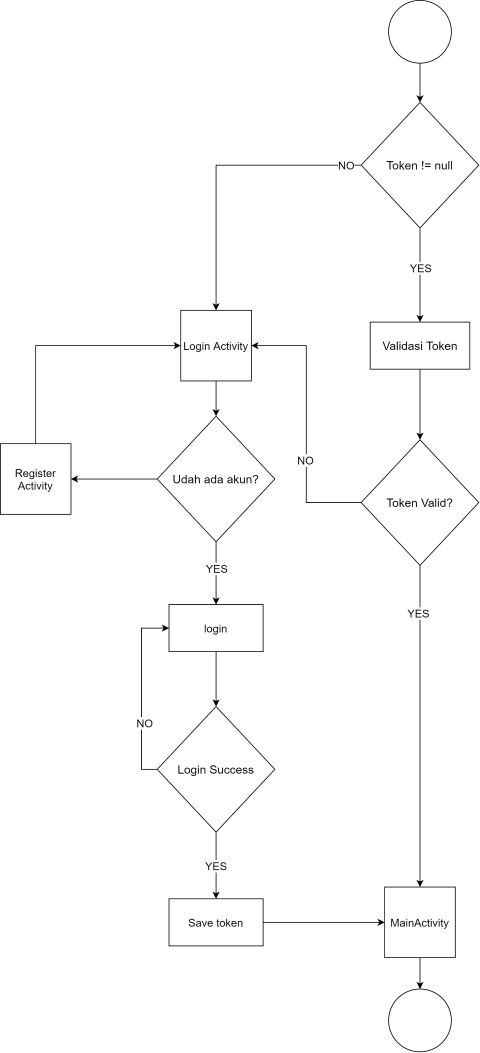 Token != null
NO
YES
Login Activity
Validasi Token
Register
Activity
Udah ada akun?
NO
Token Valid?
YES
YES
login
NO
Login Success
YES
Save token
MainActivity